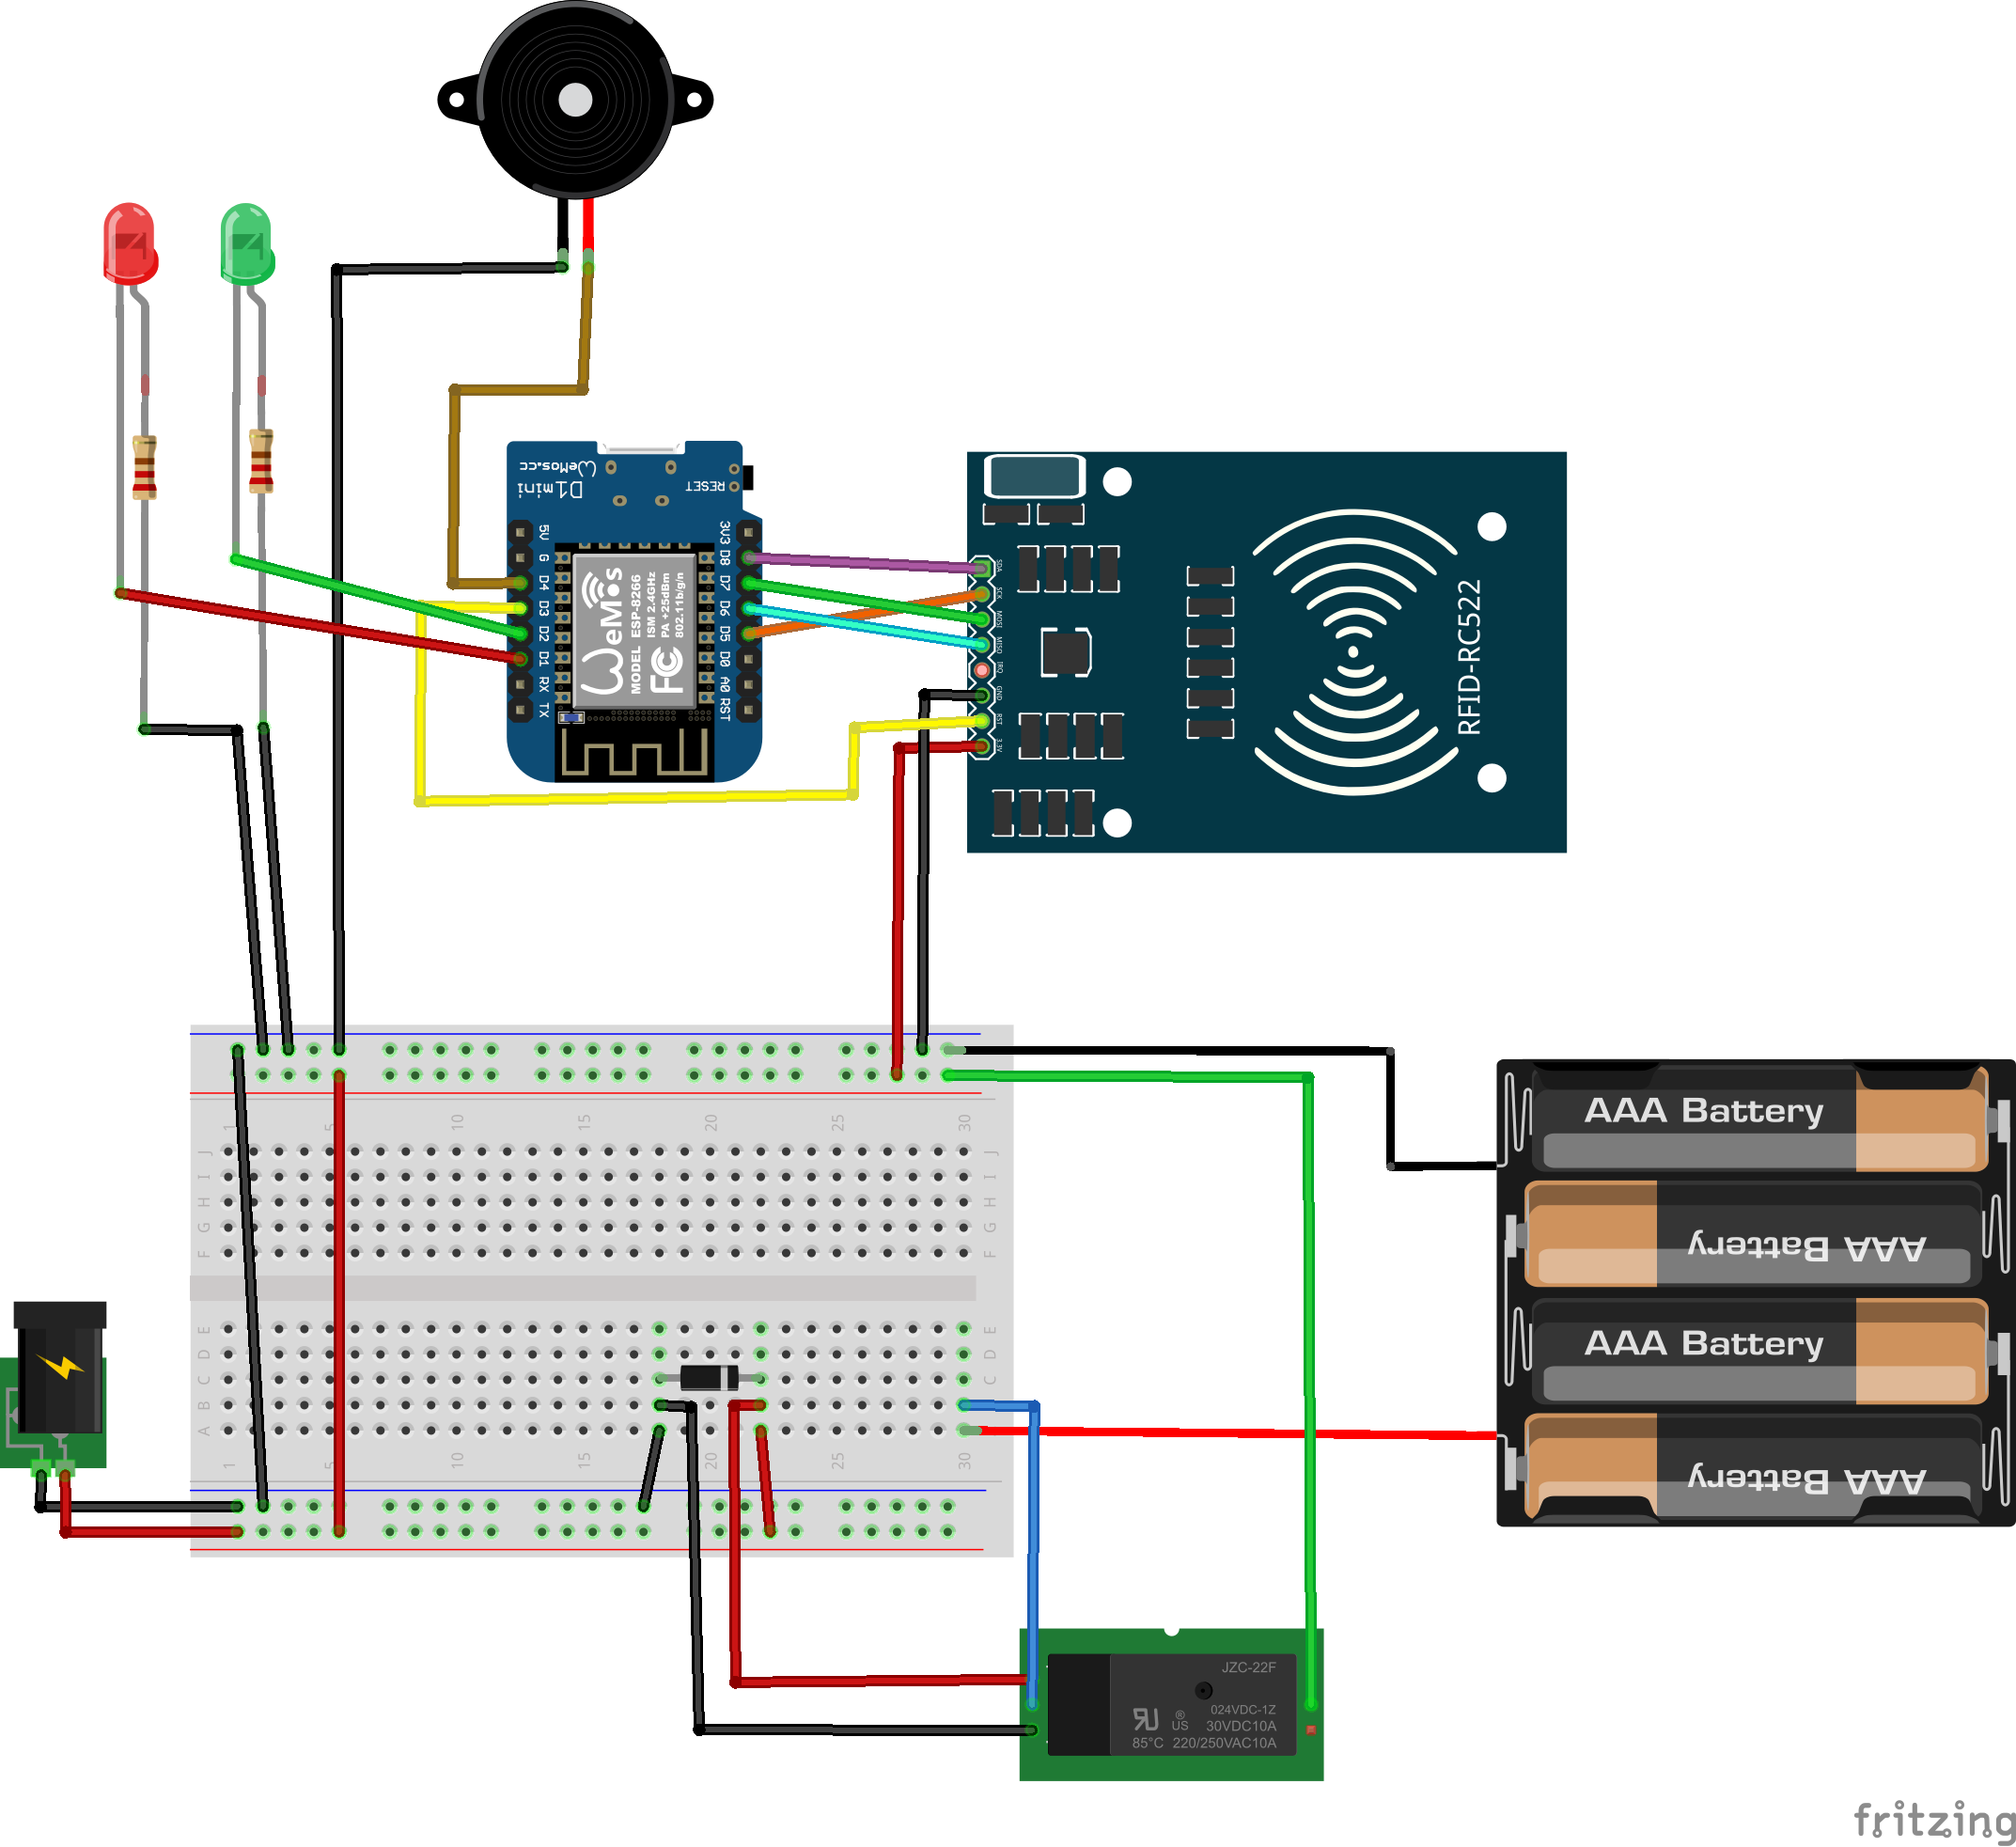 WeMos.cc
D1 mini
RESET
5V
G
D4
D3
D2
D1
RX
TX
3V3
D8
D7
D6
D5
D0
A0
RST
WeMos
MODEL ESP-8266
ISM 2.4GHz
PA +25dBm
802.11b/g/n
FC
SDA
SCK
MOSI
MISO
IRQ
GND
RST
3.3V
RFID-RC522
1 5 10 15 20 25 30
J J
I I
H H
G G
F F
E E
D D
C C
B
A
1 5 10 15 20 25 30
AAA Battery
AAA Battery
AAA Battery
AAA Battery
JZC-22F
024VDC-1Z
® US 30VDC10A
85°C 220/250VAC10A
fritzing